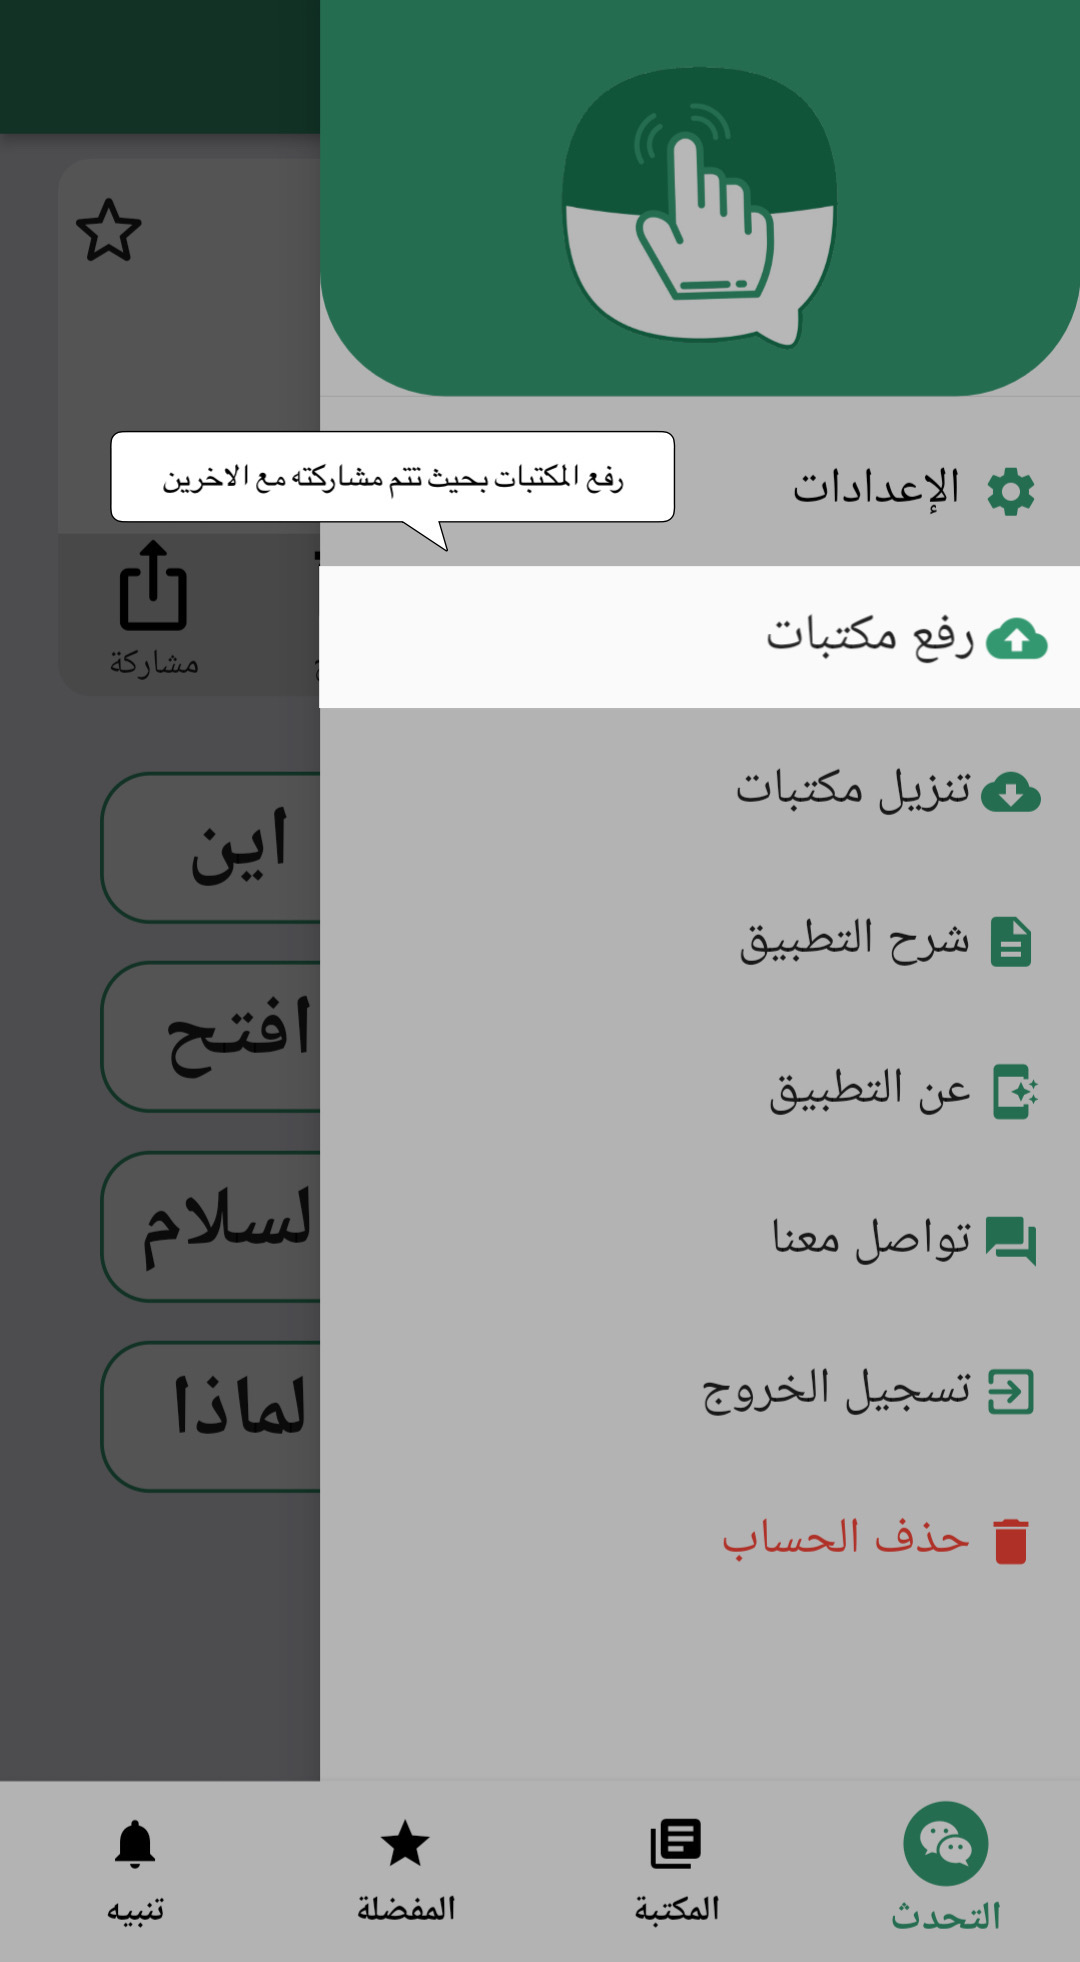 رفع المكتبات بحيث تتم مشاركته مع الاخرين
الإعدادات
رفع مكتبات
تنزيل مكتبات
شرح التطبيق
عن التطبيق
تواصل معنا
تسجيل الخروج
حذف الحساب
مشاركة
اين
افتح
لسلام
لماذا
التحدث
المكتبة
المفضلة
تنبيه